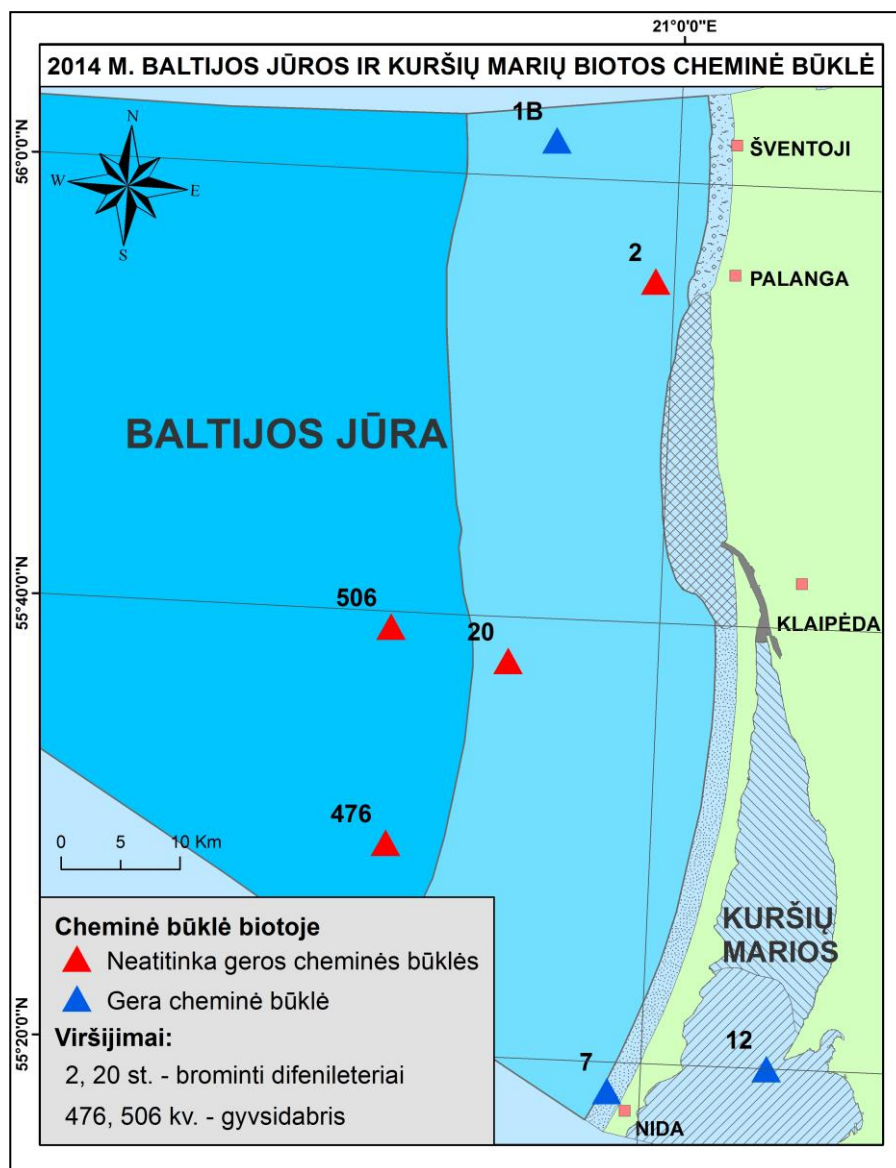 21°0'0"E
2014 M. BALTIJOS JŪROS IR KURŠIŲ MARIŲ BIOTOS CHEMINĖ BŪKLĖ
N
W
E
S
56°0'0"N
1B
ŠVENTOJI
2
PALANGA
BALTIJOS JŪRA
55°40'0"N
506
20
KLAIPĖDA
476
0 5 10 Km
KURŠIŲ
MARIOS
55°20'0"N
12
7
NIDA
Cheminė būklė biotoje
Neatitinka geros cheminės būklės
Gera cheminė būklė
Viršijimai:
2, 20 st. - brominti difenileteriai
476, 506 kv. - gyvsidabris